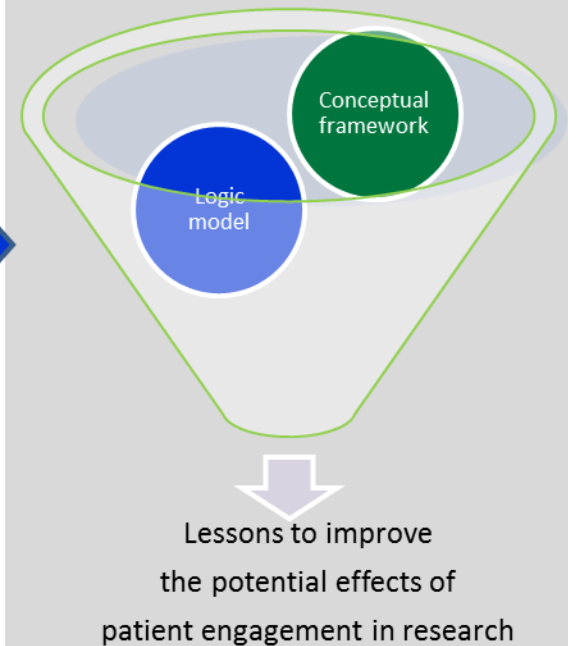 Conceptual
framework
Logic
model
Lessons to improve
the potential effects of
patient engagement in research